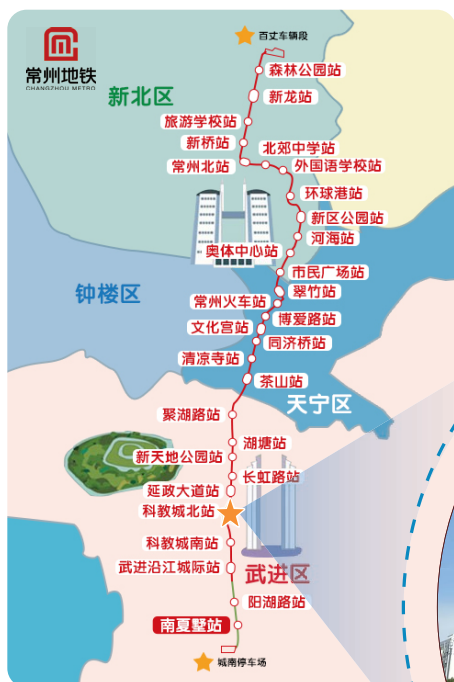 百丈车辆段
常州地铁
CHANGZHOU METRO
森林公园站
新北区
新龙站
旅游学校站
新桥站
北郊中学站
常州北站
外国语学校站
环球港站
新区公园站
河海站
奥体中心站
市民广场站
钟楼区
翠竹站
常州火车站
博爱路站
文化宫站
同济桥站
清凉寺站
茶山站
天宁区
聚湖路站
湖塘站
新天地公园站
长虹路站
延政大道站
科教城北站
科教城南站
武进沿江城际站
武进区
阳湖路站
南夏墅站
城南停车场